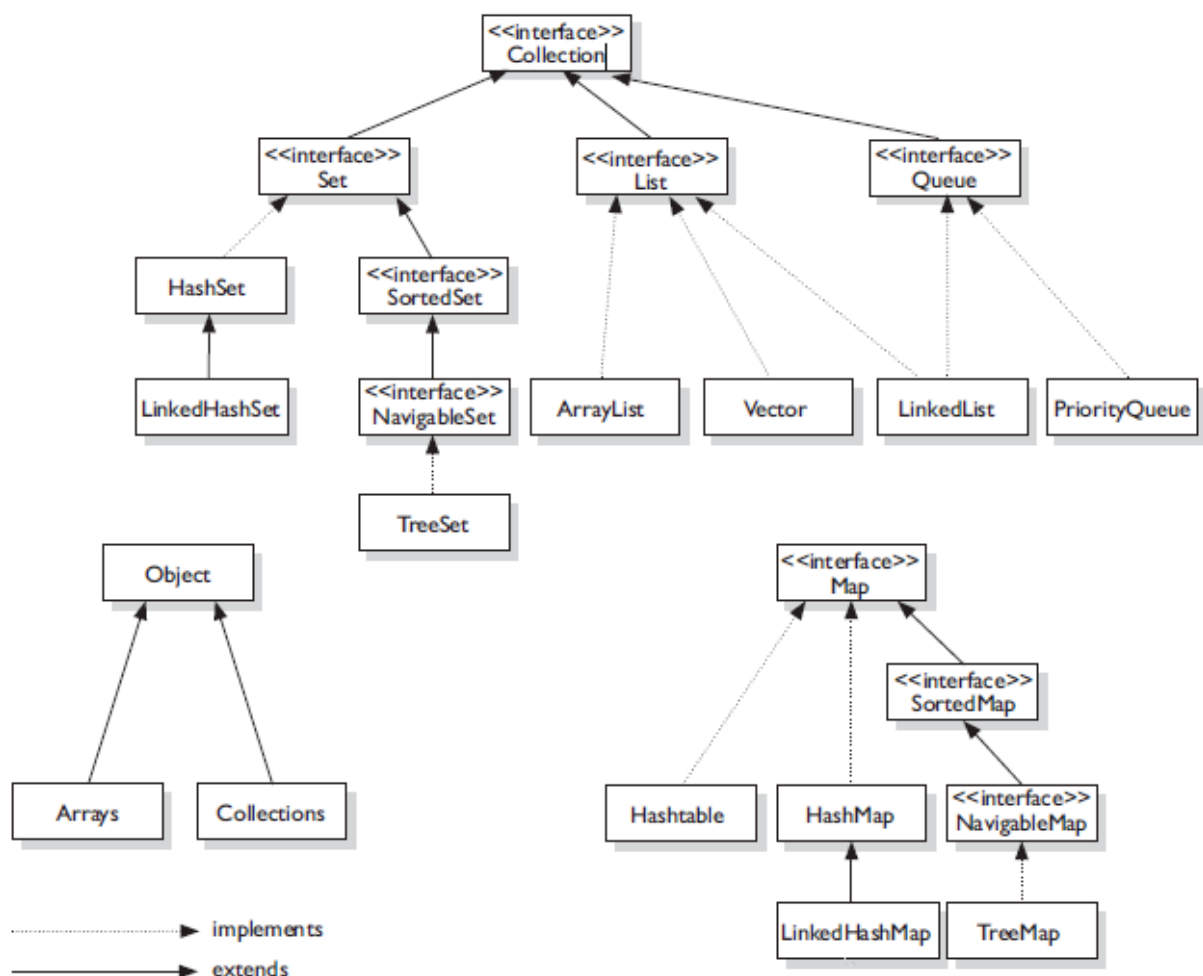 <<interface>>
Collection
<<interface>>
Set
<<interface>>
List
<<interface>>
Queue
HashSet
<<interface>>
SortedSet
LinkedHashSet
<<interface>>
NavigableSet
ArrayList
Vector
LinkedList
PriorityQueue
TreeSet
Object
<<interface>>
Map
<<interface>>
SortedMap
Arrays
Collections
Hashtable
HashMap
<<interface>>
NavigableMap
LinkedHashMap
TreeMap
implements
extends